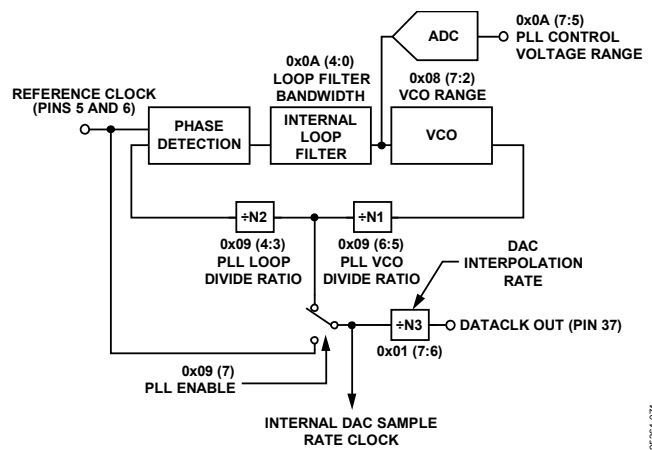 ADC
0x0A (7:5)
PLL CONTROL
VOLTAGE RANGE
0x0A (4:0)
LOOP FILTER
BANDWIDTH
0x08 (7:2)
VCO RANGE
REFERENCE CLOCK
(PINS 5 AND 6)
PHASE
DETECTION
INTERNAL
LOOP
FILTER
VCO
÷N2
÷N1
0x09 (4:3)
PLL LOOP
DIVIDE RATIO
0x09 (6:5)
PLL VCO
DIVIDE RATIO
DAC
INTERPOLATION
RATE
÷N3
DATACLK OUT (PIN 37)
0x01 (7:6)
0x09 (7)
PLL ENABLE
INTERNAL DAC SAMPLE
RATE CLOCK